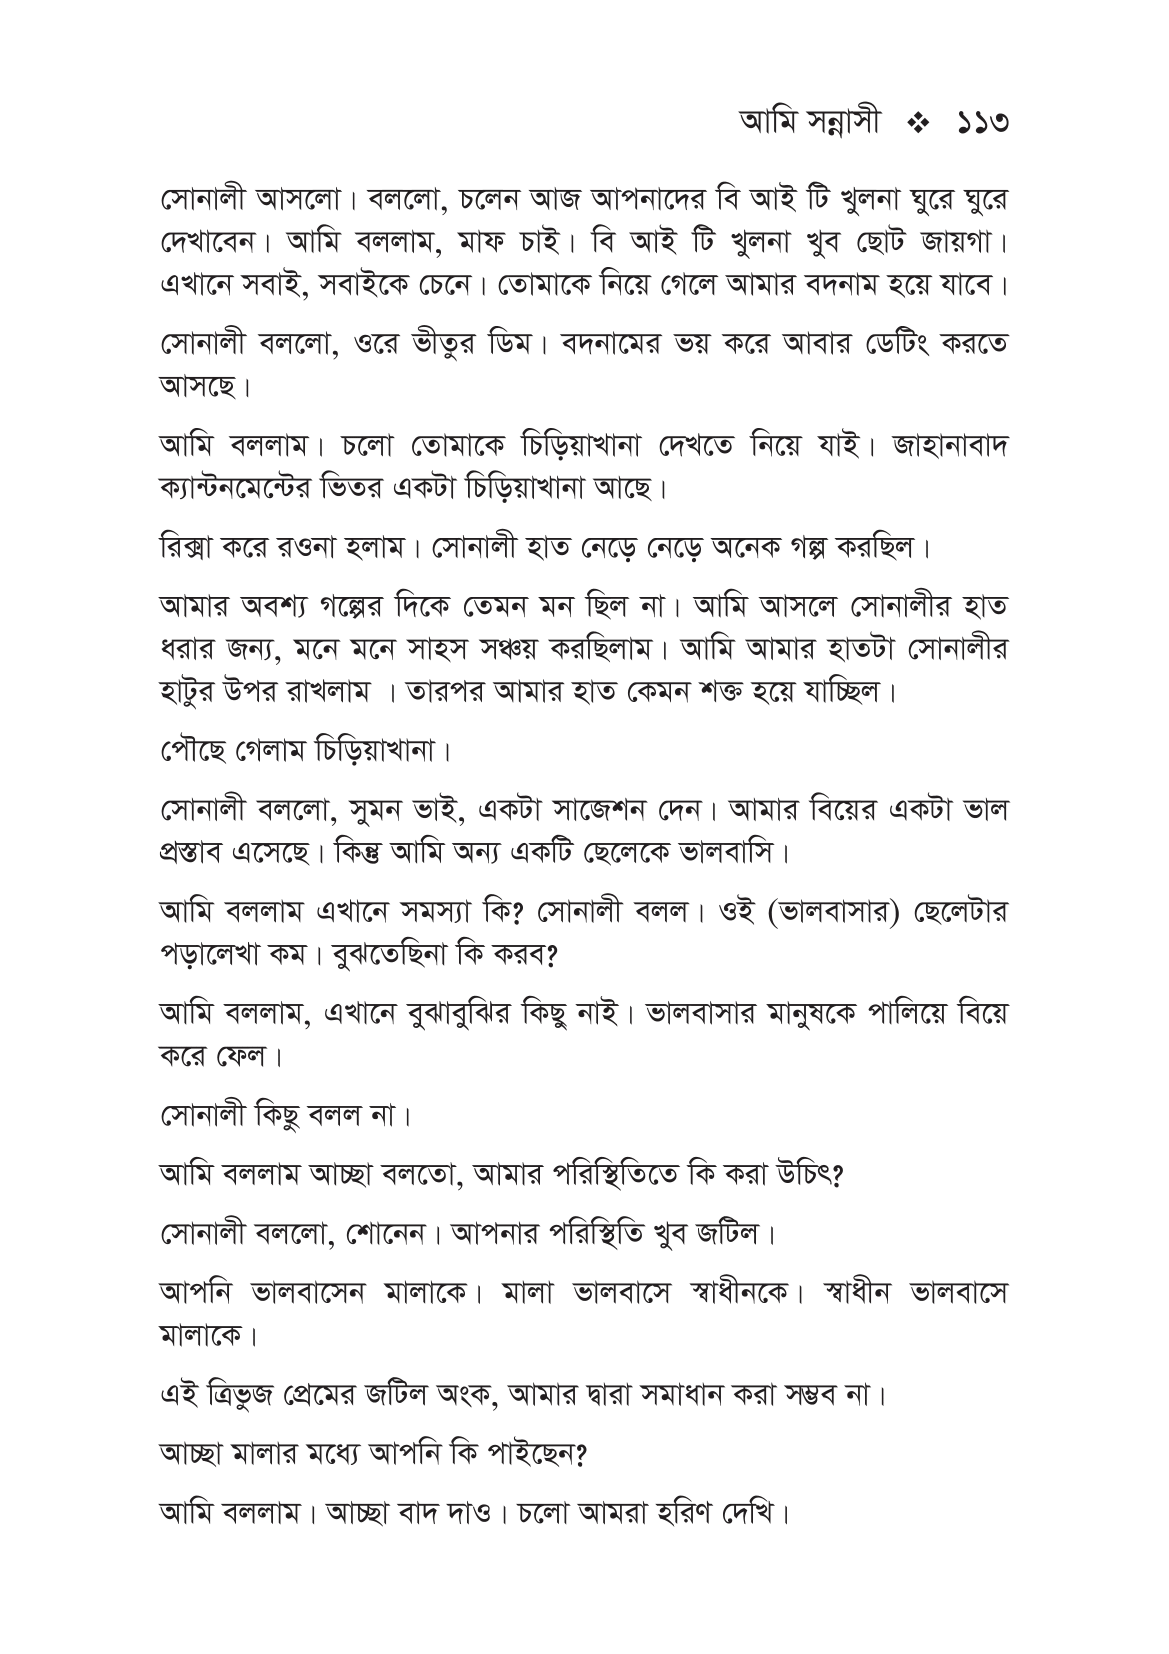 আমি সন্নাসী ❖ ১১৩
সোনালী আসলো। বললো, চলেন আজ আপনাদের বি আই টি খুলনা ঘুরে ঘুরে
দেখাবেন। আমি বললাম, মাফ চাই। বি আই টি খুলনা খুব ছোট জায়গা।
এখানে সবাই, সবাইকে চেনে। তোমাকে নিয়ে গেলে আমার বদনাম হয়ে যাবে।
সোনালী বললো, ওরে ভীতুর ডিম। বদনামের ভয় করে আবার ডেটিং করতে
আসছে।
আমি বললাম। চলো তোমাকে চিড়িয়াখানা দেখতে নিয়ে যাই। জাহানাবাদ
ক্যান্টনমেন্টের ভিতর একটা চিড়িয়াখানা আছে।
রিক্সা করে রওনা হলাম। সোনালী হাত নেড়ে নেড়ে অনেক গল্প করছিল।
আমার অবশ্য গল্পের দিকে তেমন মন ছিল না। আমি আসলে সোনালীর হাত
ধরার জন্য, মনে মনে সাহস সঞ্চয় করছিলাম। আমি আমার হাতটা সোনালীর
হাটুর উপর রাখলাম । তারপর আমার হাত কেমন শক্ত হয়ে যাচ্ছিল।
পৌছে গেলাম চিড়িয়াখানা।
সোনালী বললো, সুমন ভাই, একটা সাজেশন দেন। আমার বিয়ের একটা ভাল
প্রস্তাব এসেছে। কিন্তু আমি অন্য একটি ছেলেকে ভালবাসি।
আমি বললাম এখানে সমস্যা কি? সোনালী বলল। ওই (ভালবাসার) ছেলেটার
পড়ালেখা কম। বুঝতেছিনা কি করব?
আমি বললাম, এখানে বুঝাবুঝির কিছু নাই। ভালবাসার মানুষকে পালিয়ে বিয়ে
করে ফেল।
সোনালী কিছু বলল না।
আমি বললাম আচ্ছা বলতো, আমার পরিস্থিতিতে কি করা উচিৎ?
সোনালী বললো, শোনেন। আপনার পরিস্থিতি খুব জটিল।
আপনি ভালবাসেন মালাকে। মালা ভালবাসে স্বাধীনকে। স্বাধীন ভালবাসে
মালাকে।
এই ত্রিভুজ প্রেমের জটিল অংক, আমার দ্বারা সমাধান করা সম্ভব না।
আচ্ছা মালার মধ্যে আপনি কি পাইছেন?
আমি বললাম। আচ্ছা বাদ দাও। চলো আমরা হরিণ দেখি।